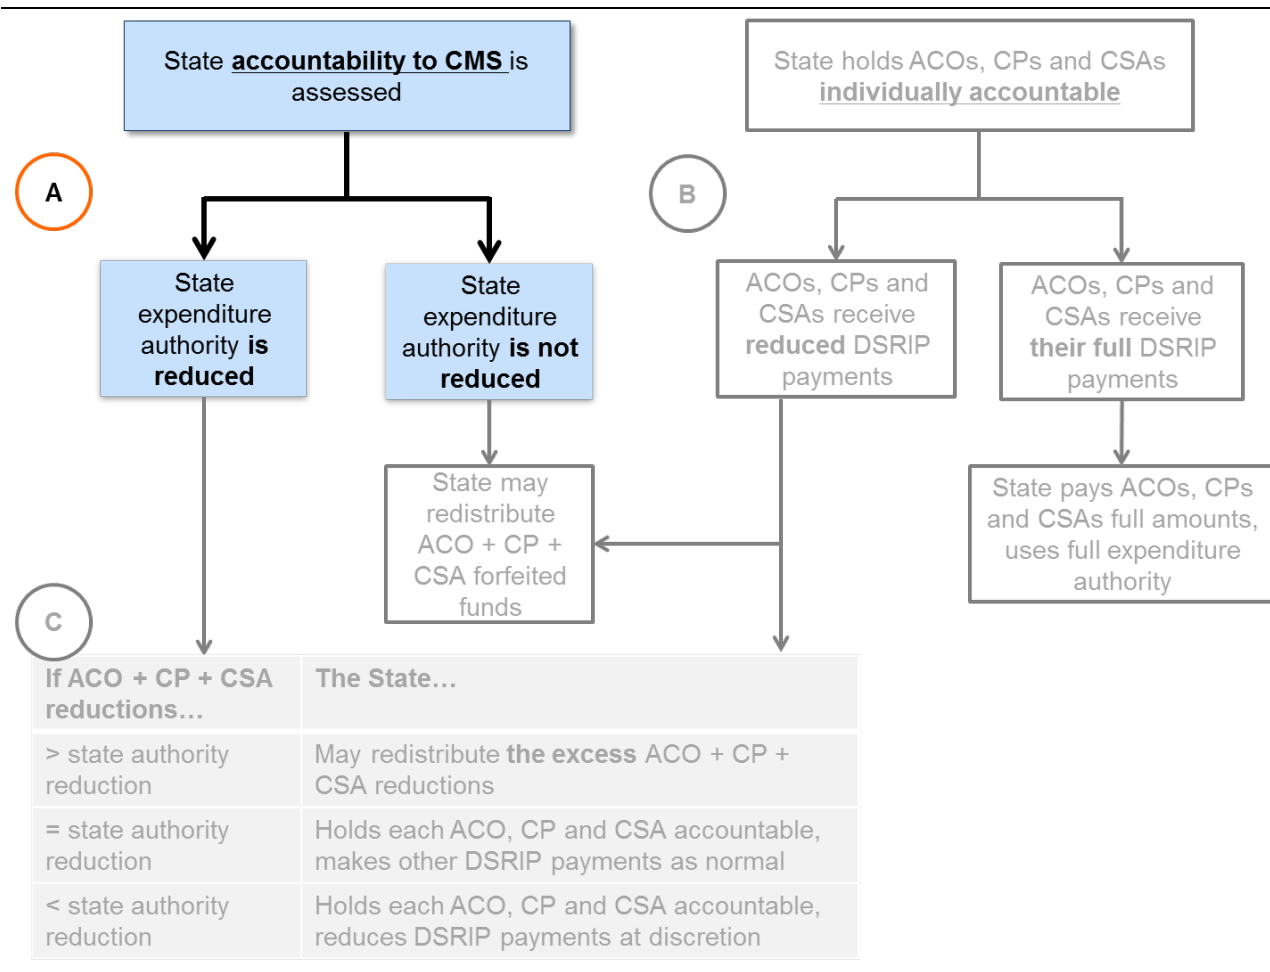 State accountability to CMS is
assessed
State holds ACOs, CPs and CSAs
individually accountable
A
B
State
expenditure
authority is
reduced
State
expenditure
authority is not
reduced
ACOs, CPs and
CSAs receive
reduced DSRIP
payments
ACOs, CPs and
CSAs receive
their full DSRIP
payments
State may
redistribute
ACO + CP +
CSA forfeited
funds
State pays ACOs, CPs
and CSAs full amounts,
uses full expenditure
authority
C
If ACO + CP + CSA
reductions…
The State…
> state authority
reduction
May redistribute the excess ACO + CP +
CSA reductions
= state authority
reduction
Holds each ACO, CP and CSA accountable,
makes other DSRIP payments as normal
< state authority
reduction
Holds each ACO, CP and CSA accountable,
reduces DSRIP payments at discretion